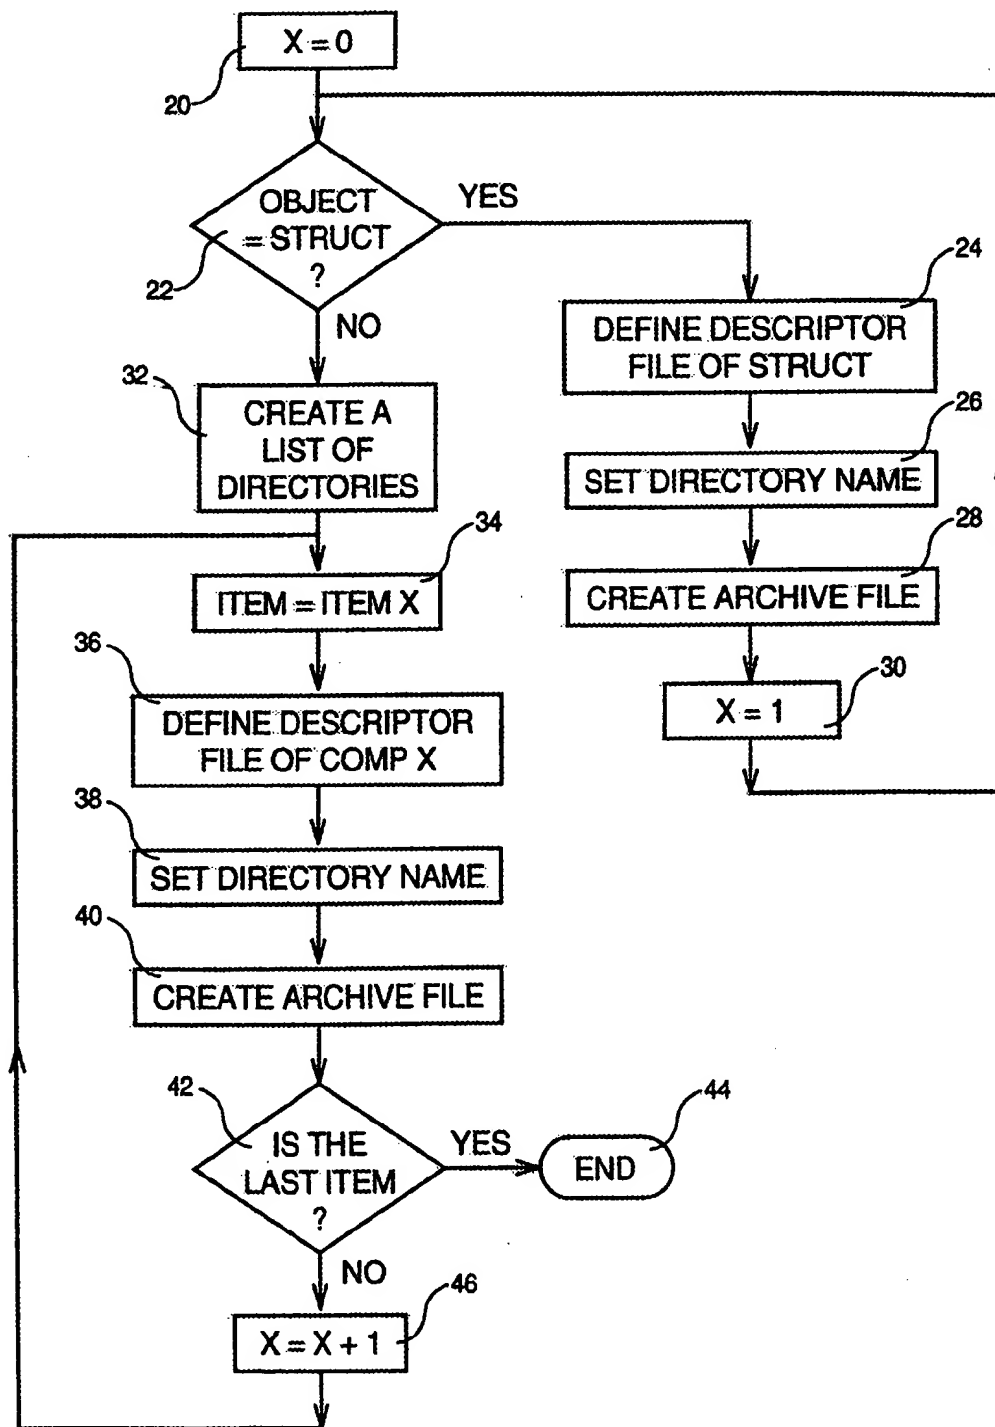 X = 0
20
OBJECT
= STRUCT
?
22
YES
NO
24
DEFINE DESCRIPTOR
FILE OF STRUCT
26
SET DIRECTORY NAME
28
CREATE ARCHIVE FILE
30
X = 1
32
CREATE A
LIST OF
DIRECTORIES
34
ITEM = ITEM X
36
DEFINE DESCRIPTOR
FILE OF COMP X
38
SET DIRECTORY NAME
40
CREATE ARCHIVE FILE
42
IS THE
LAST ITEM
?
YES
44
END
NO
46
X = X + 1